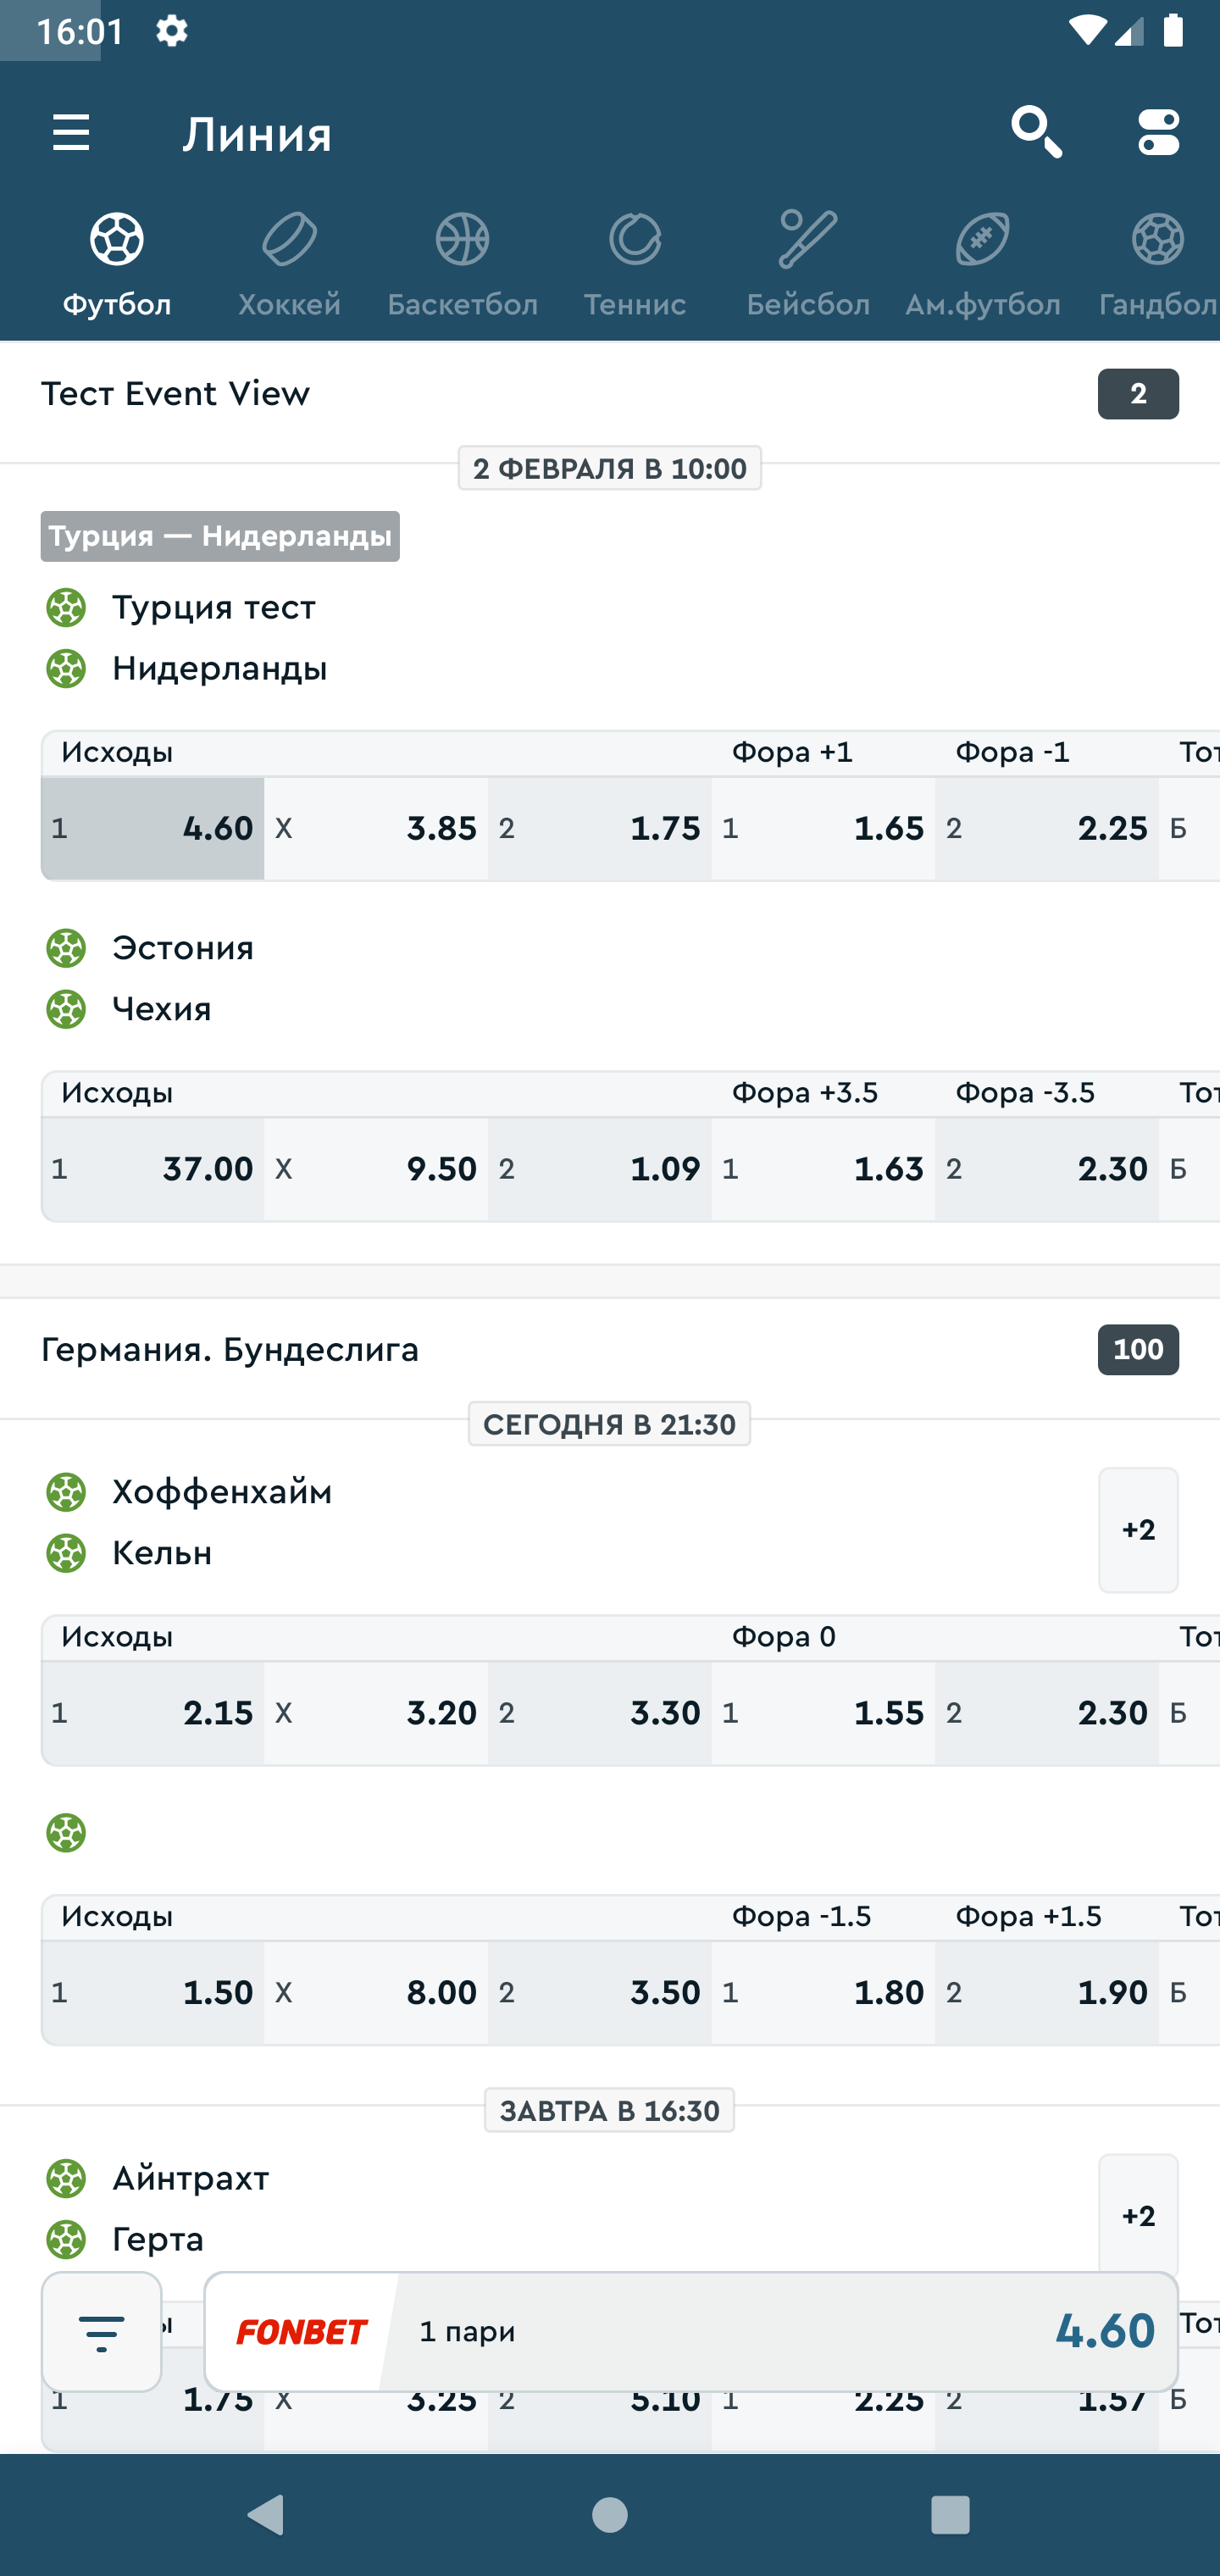 16:01
Линия
Футбол Хоккей Баскетбол Теннис Бейсбол Ам.футбол Гандбол
Тест Event View 2
2 ФЕВРАЛЯ В 10:00
Турция — Нидерланды
Турция тест
Нидерланды
Исходы Фора +1 Фора -1 Тот
1 4.60 X 3.85 2 1.75 1 1.65 2 2.25 Б
Эстония
Чехия
Исходы Фора +3.5 Фора -3.5 Тот
1 37.00 X 9.50 2 1.09 1 1.63 2 2.30 Б
Германия. Бундеслига 100
СЕГОДНЯ В 21:30
Хоффенхайм
+2
Кельн
Исходы Фора 0 Тот
1 2.15 X 3.20 2 3.30 1 1.55 2 2.30 Б
Исходы Фора -1.5 Фора +1.5 Тот
1 1.50 X 8.00 2 3.50 1 1.80 2 1.90 Б
ЗАВТРА В 16:30
Айнтрахт
+2
Герта
ы Тот
FONBET 1 пари 4.60
1 1.75 X 3.25 2 5.10 1 2.25 2 1.57 Б